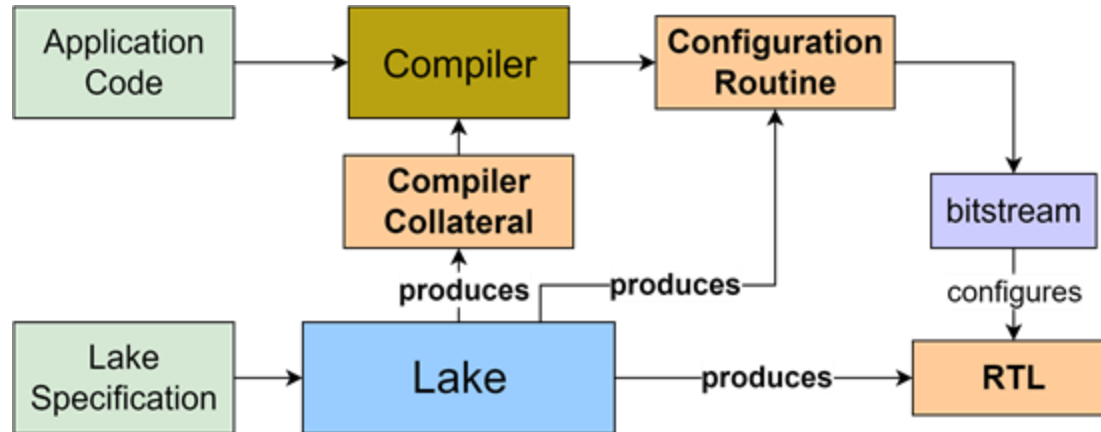 Application
Code
Compiler
Configuration
Routine
Compiler
Collateral
bitstream
produces
produces
configures
Lake
Specification
Lake
produces
RTL